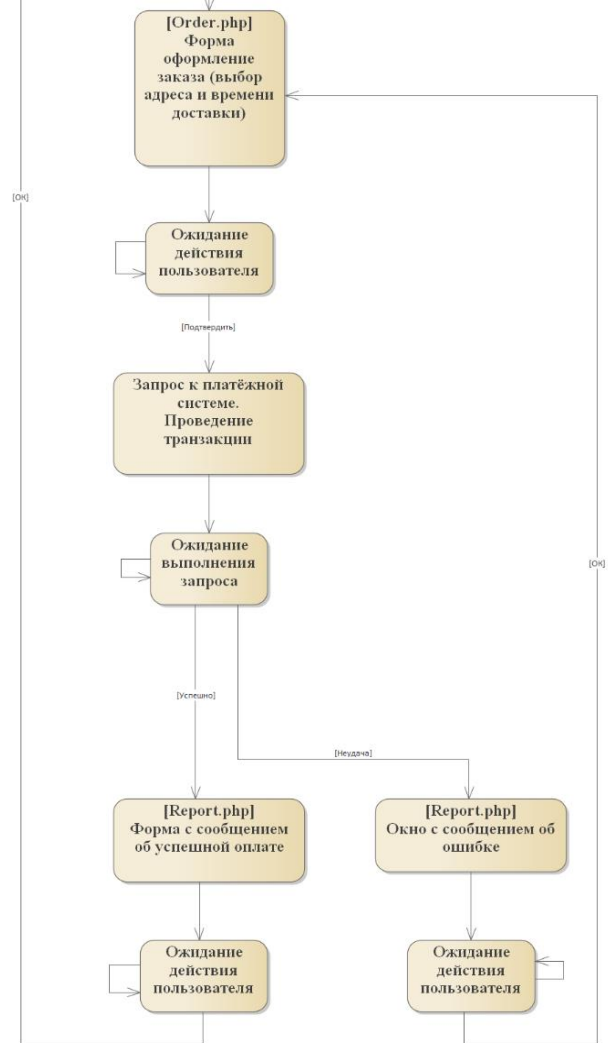 [Order.php]
Форма
оформление
заказа (выбор
адреса и времени
доставки)
[ОК]
Ожидание
действия
пользователя
[Подтвердить]
Запрос к платёжной
системе.
Проведение
транзакции
Ожидание
выполнения
запроса
[ОК]
[Успешно]
[Неудача]
[Report.php]
Форма с сообщением
об успешной оплате
[Report.php]
Окно с сообщением об
ошибке
Ожидание
действия
пользователя
Ожидание
действия
пользователя